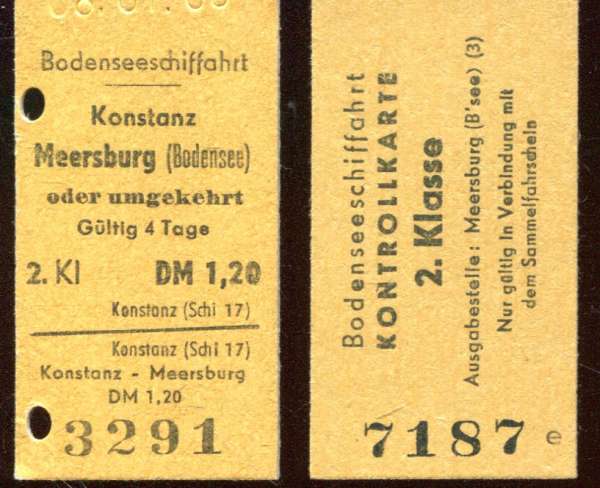 Bodenseeschiffahrt
Konstanz
Meersburg (Bodensee)
oder umgekehrt
Gültig 4 Tage
2. Kl DM 1,20
Konstanz (Schi 17)
Konstanz (Schi 17)
Konstanz - Meersburg
DM 1,20
3291
Bodenseeschiffahrt
KONTROLLKARTE
2. Klasse
Ausgabestelle: Meersburg (B'see) (3)
Nur gültig in Verbindung mit
dem Sammelfahrschein
7187 e